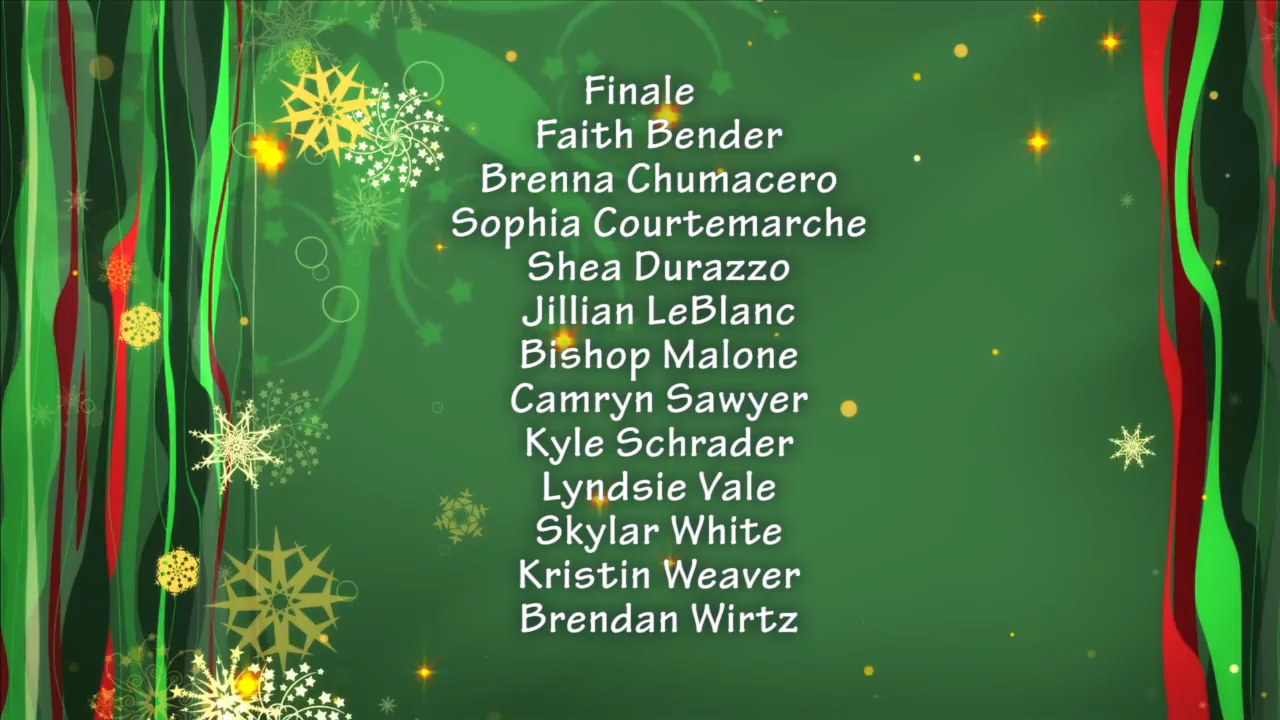 Finale
Faith Bender
Brenna Chumacero
Sophia Courtemarche
Shea Durazzo
Jillian LeBlanc
Bishop Malone
Camryn Sawyer
Kyle Schrader
Lyndsie Vale
Skylar White
Kristin Weaver
Brendan Wirtz